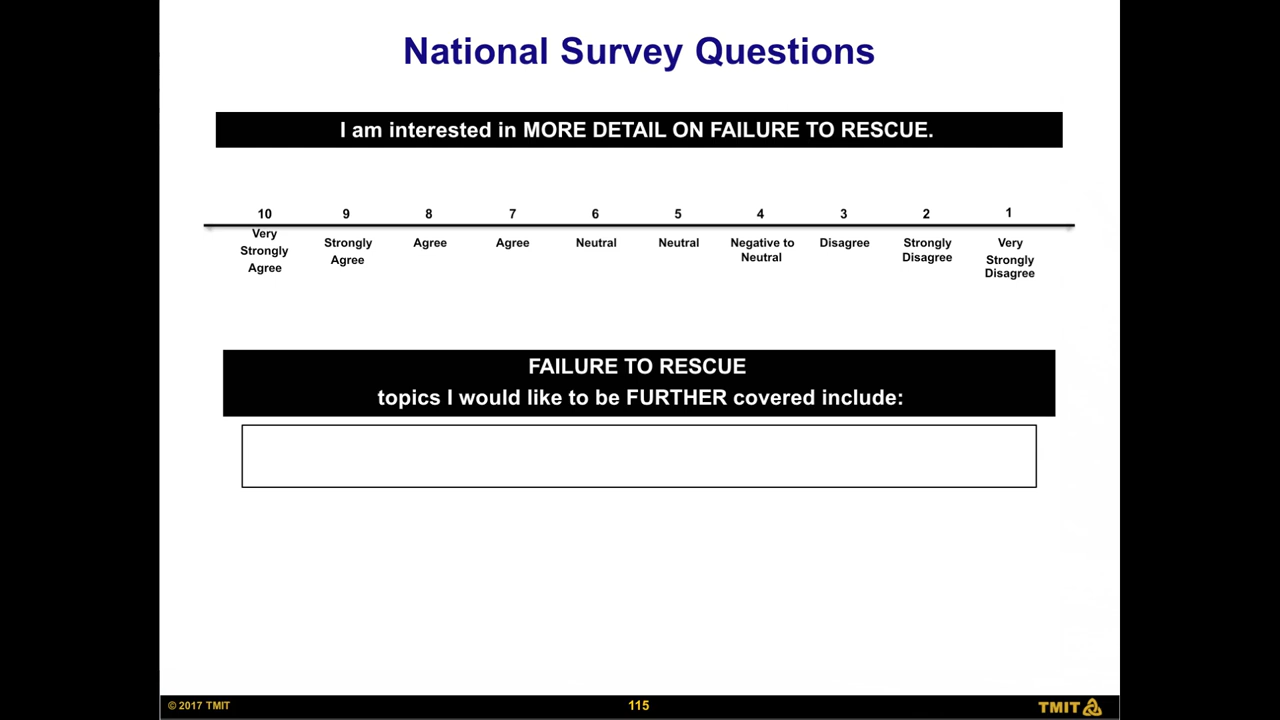 National Survey Questions
I am interested in MORE DETAIL ON FAILURE TO RESCUE.
10 9 8 7 6 5 4 3 2 1
Very Strongly Agree
Strongly Agree
Agree
Agree
Neutral
Neutral
Negative to Neutral
Disagree
Strongly Disagree
Very Strongly Disagree
FAILURE TO RESCUE
topics I would like to be FURTHER covered include:
© 2017 TMIT 115 TMIT